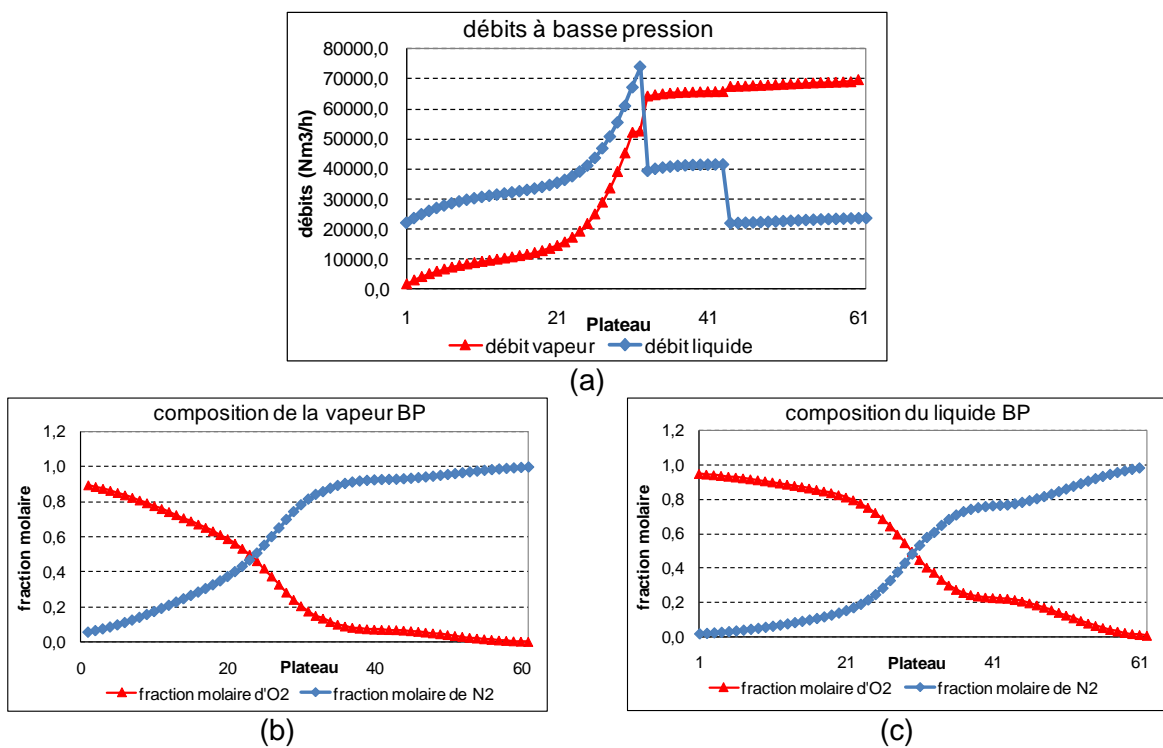 débits à basse pression
80000,0
70000,0
60000,0
50000,0
40000,0
30000,0
20000,0
10000,0
0,0
débits (Nm3/h)
1 21 41 61
Plateau
débit vapeur débit liquide
(a)
composition de la vapeur BP
1,2
1,0
0,8
0,6
0,4
0,2
0,0
fraction molaire
0 20 40 60
Plateau
fraction molaire d'O2 fraction molaire de N2
(b)
composition du liquide BP
1,2
1,0
0,8
0,6
0,4
0,2
0,0
fraction molaire
1 21 41 61
Plateau
fraction molaire d'O2 fraction molaire de N2
(c)